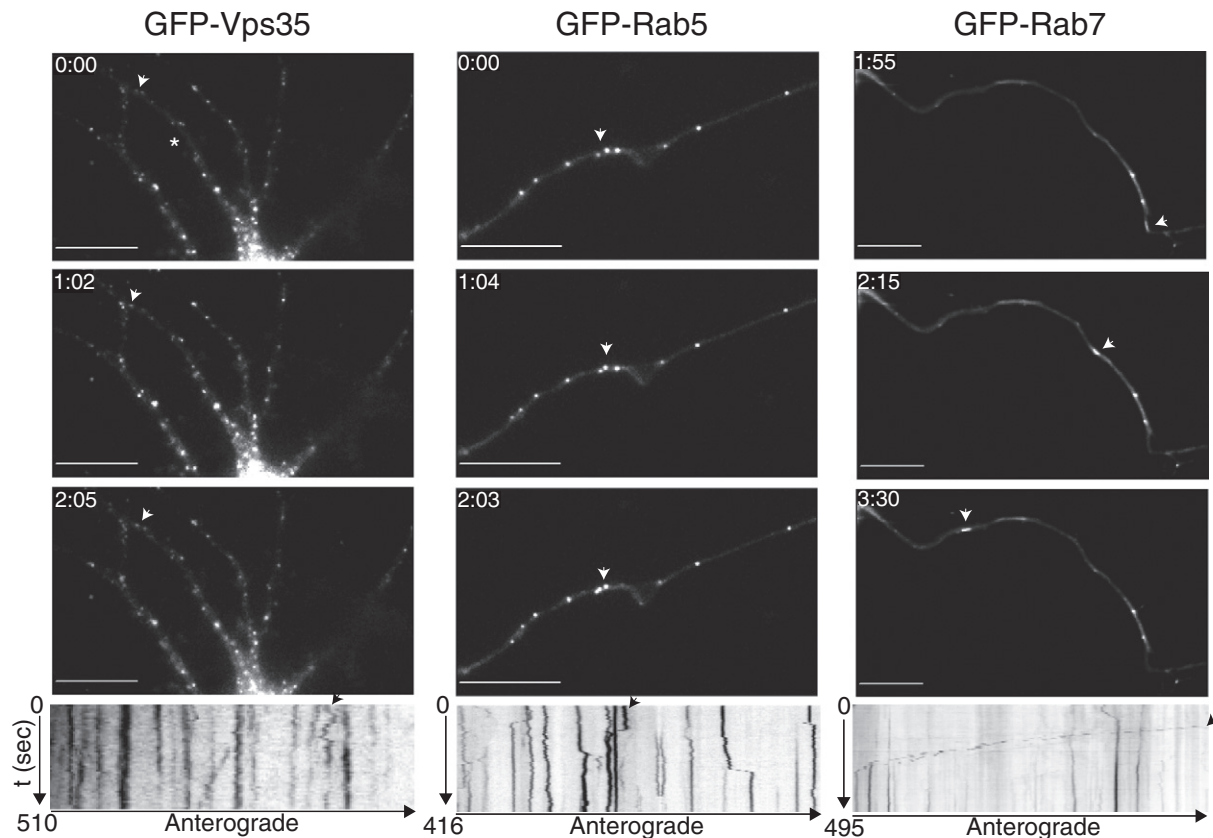 GFP-Vps35
GFP-Rab5
GFP-Rab7
0:00
0:00
1:55
*
1:02
1:04
2:15
2:05
2:03
3:30
0
0
0
t (sec)
510
Anterograde
416
Anterograde
495
Anterograde